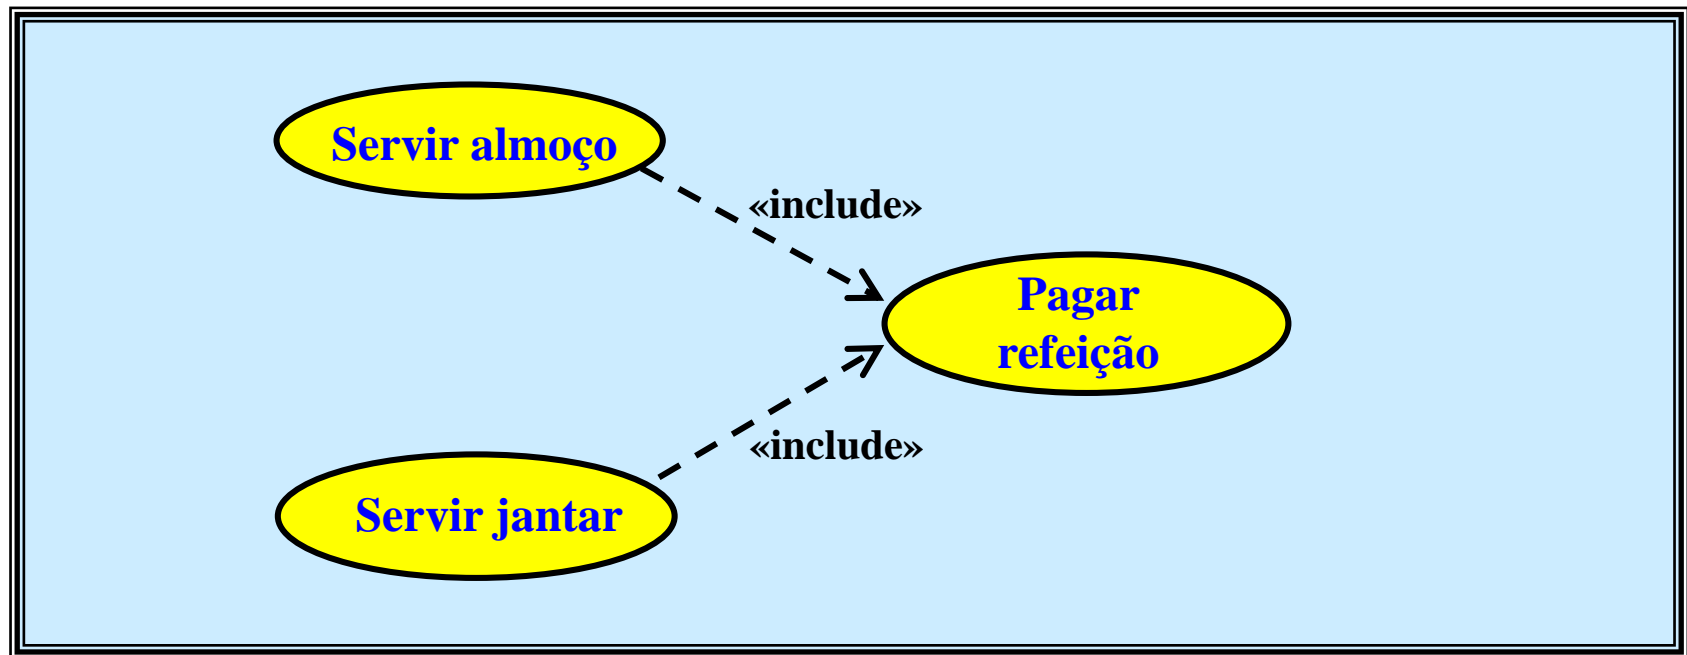 Servir almoço
«include»
Pagar
refeição
«include»
Servir jantar